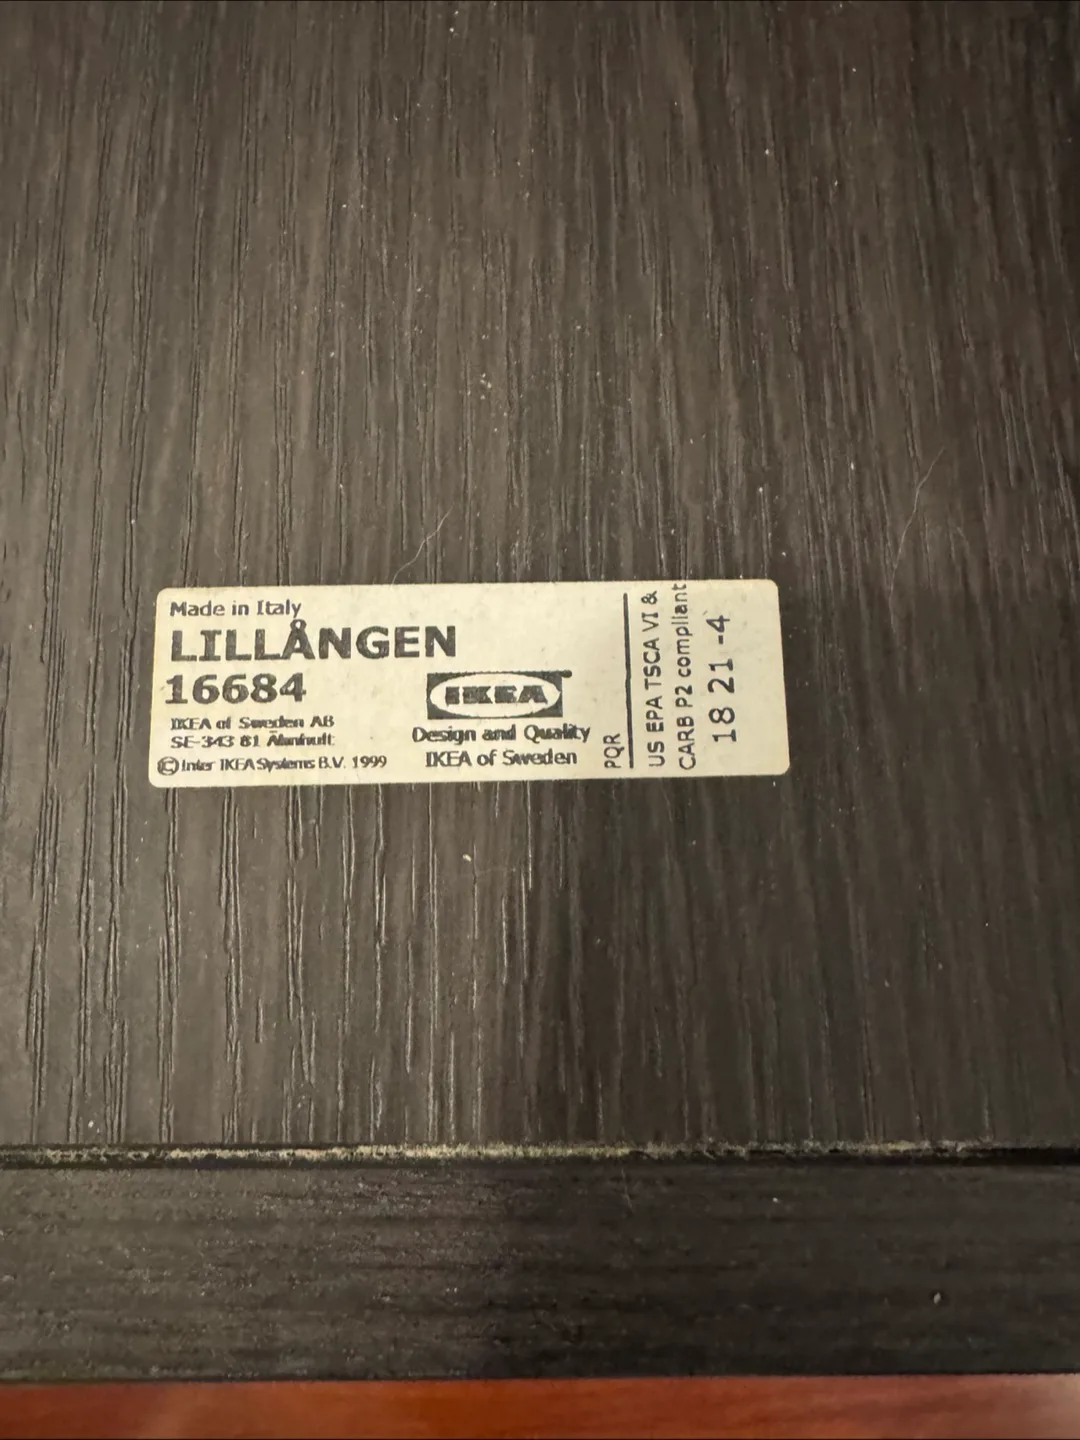 Made in Italy
LILLÅNGEN
16684
IKEA of Sweden AB
SE-343 81 Älmhult
© Inter IKEA Systems B.V. 1999
IKEA
Design and Quality
IKEA of Sweden
PQR
US EPA TSCA VI &
CARB P2 compliant
18 21 -4